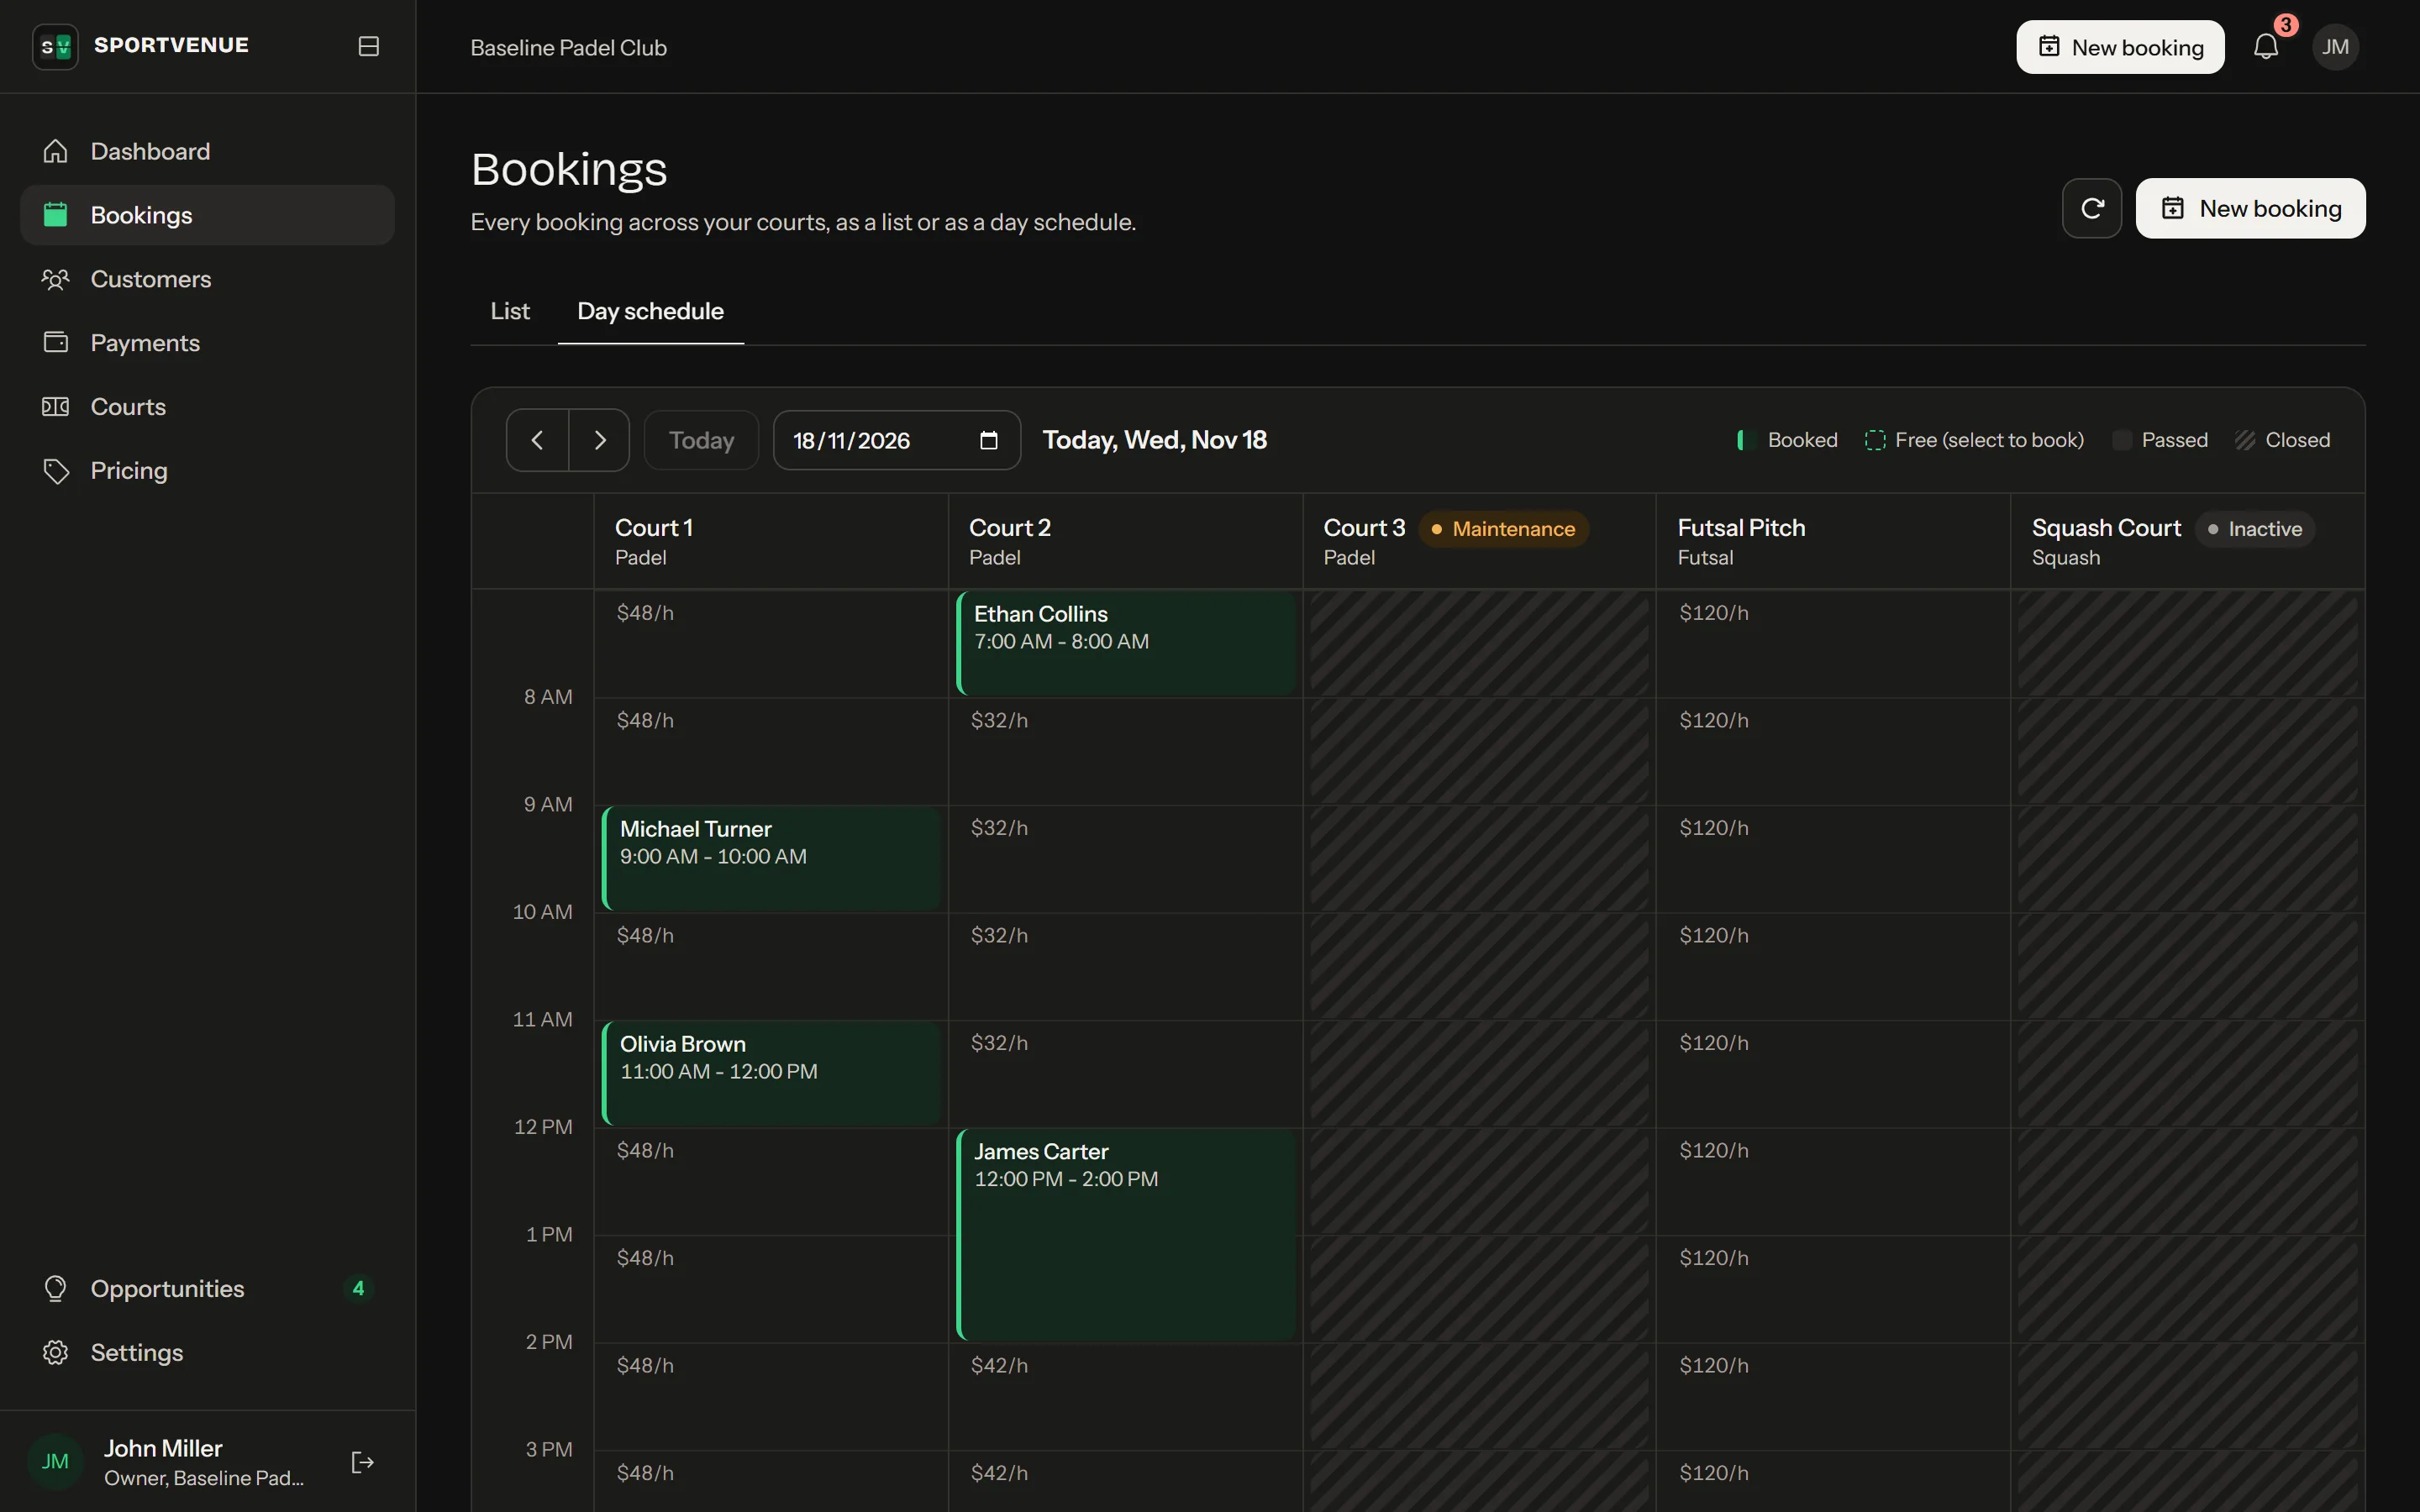 SV SPORTVENUE
Baseline Padel Club
New booking
3
JM
Dashboard
Bookings
Customers
Payments
Courts
Pricing
Opportunities 4
Settings
JM
John Miller
Owner, Baseline Pad...
Bookings
Every booking across your courts, as a list or as a day schedule.
New booking
List
Day schedule
Today
18/11/2026
Today, Wed, Nov 18
Booked
Free (select to book)
Passed
Closed
Court 1
Padel
Court 2
Padel
Court 3
Maintenance
Padel
Futsal Pitch
Futsal
Squash Court
Inactive
Squash
$48/h
Ethan Collins
7:00 AM - 8:00 AM
$120/h
8 AM
$48/h
$32/h
$120/h
9 AM
Michael Turner
9:00 AM - 10:00 AM
$32/h
$120/h
10 AM
$48/h
$32/h
$120/h
11 AM
Olivia Brown
11:00 AM - 12:00 PM
$32/h
$120/h
12 PM
$48/h
James Carter
12:00 PM - 2:00 PM
$120/h
1 PM
$48/h
$120/h
2 PM
$48/h
$42/h
$120/h
3 PM
$48/h
$42/h
$120/h